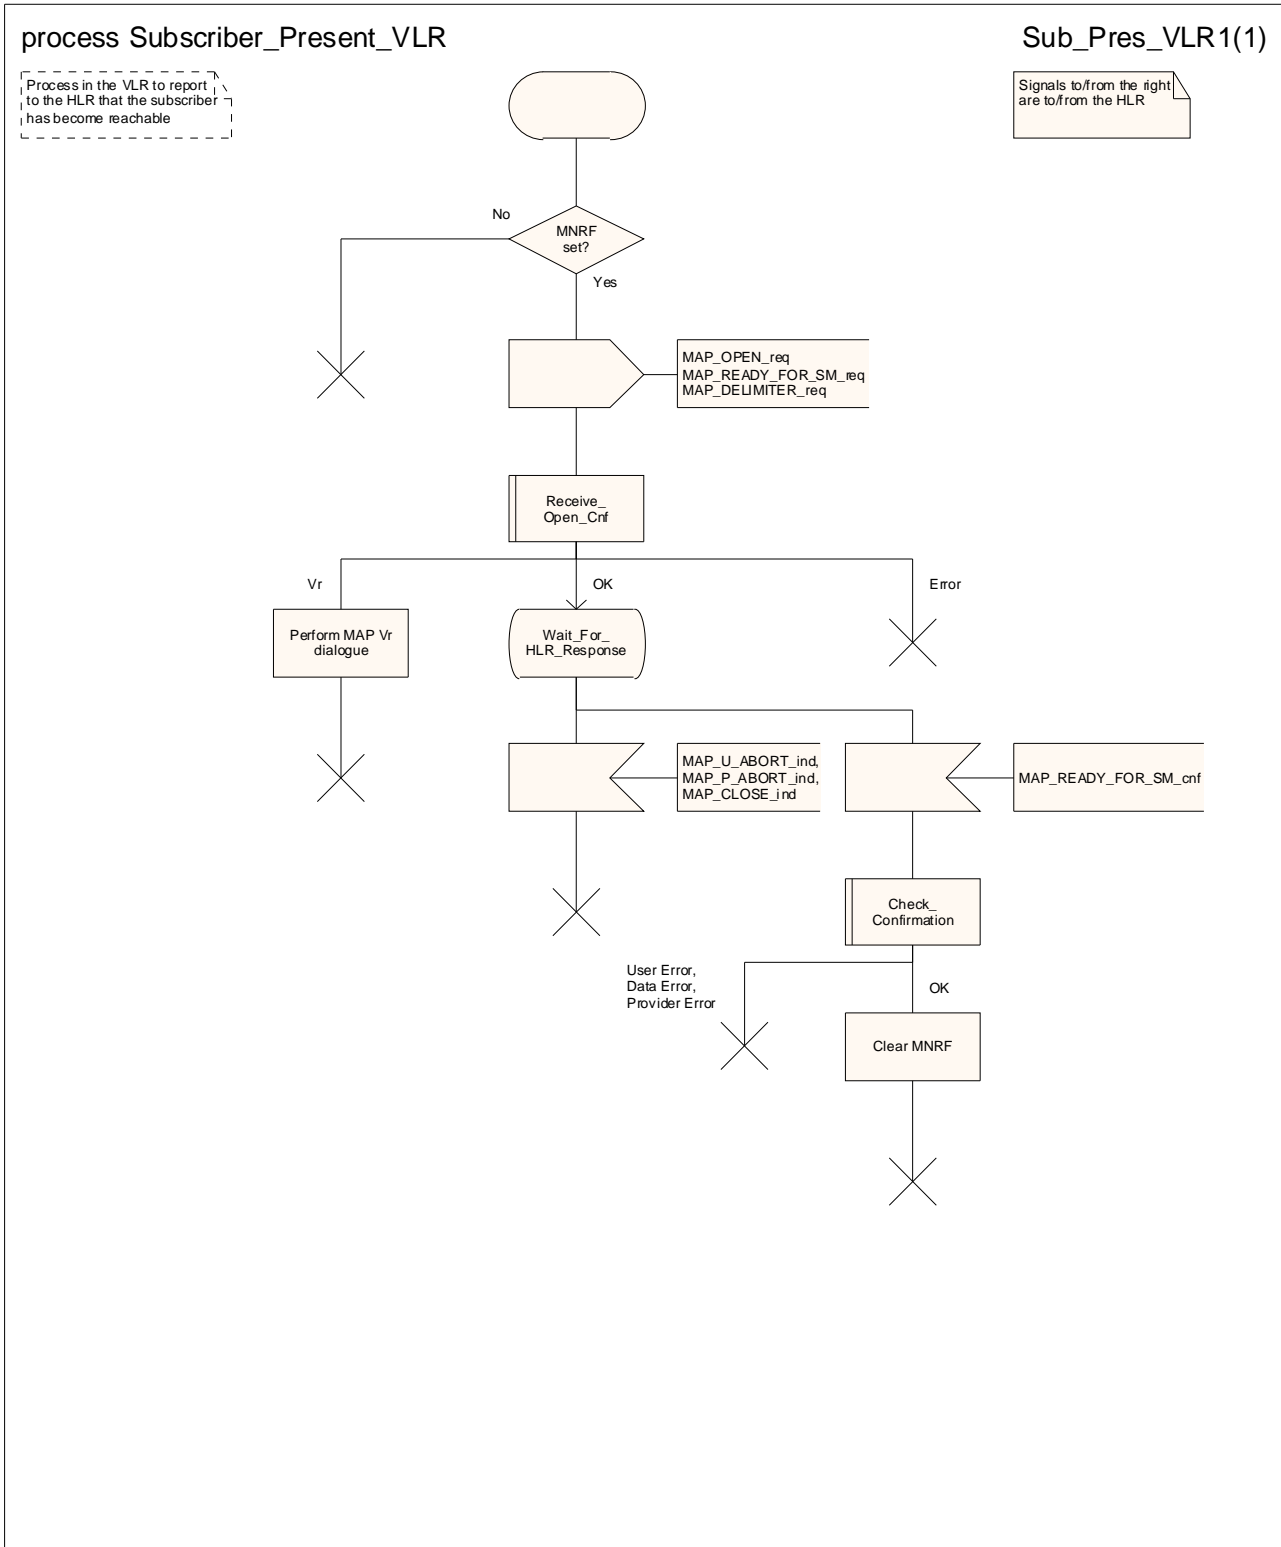 process Subscriber_Present_VLR
Sub_Pres_VLR1(1)
Process in the VLR to report
to the HLR that the subscriber
has become reachable
Signals to/from the right
are to/from the HLR
No
MNRF
set?
Yes
MAP_OPEN_req
MAP_READY_FOR_SM_req
MAP_DELIMITER_req
Receive_
Open_Cnf
Vr
OK
Error
Perform MAP Vr
dialogue
Wait_For_
HLR_Response
MAP_U_ABORT_ind,
MAP_P_ABORT_ind,
MAP_CLOSE_ind
MAP_READY_FOR_SM_cnf
Check_
Confirmation
User Error,
Data Error,
Provider Error
OK
Clear MNRF